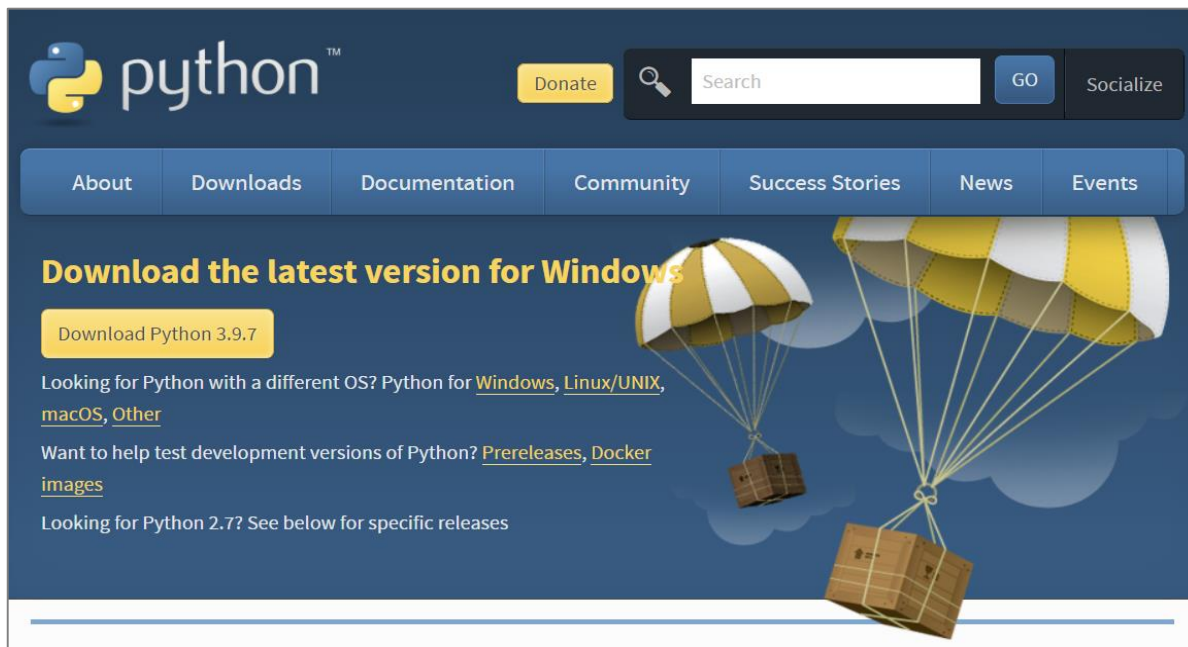 python™
Donate
Search
GO
Socialize
About
Downloads
Documentation
Community
Success Stories
News
Events
Download the latest version for Windows
Download Python 3.9.7
Looking for Python with a different OS? Python for Windows, Linux/UNIX,
macOS, Other
Want to help test development versions of Python? Prereleases, Docker
images
Looking for Python 2.7? See below for specific releases